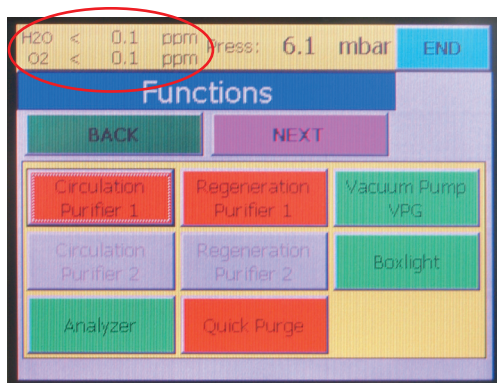 H2O < 0.1 ppm Press: 6.1 mbar END
O2 < 0.1 ppm
Functions
BACK NEXT
Circulation Purifier 1
Regeneration Purifier 1
Vacuum Pump VPG
Circulation Purifier 2
Regeneration Purifier 2
Boxlight
Analyzer
Quick Purge